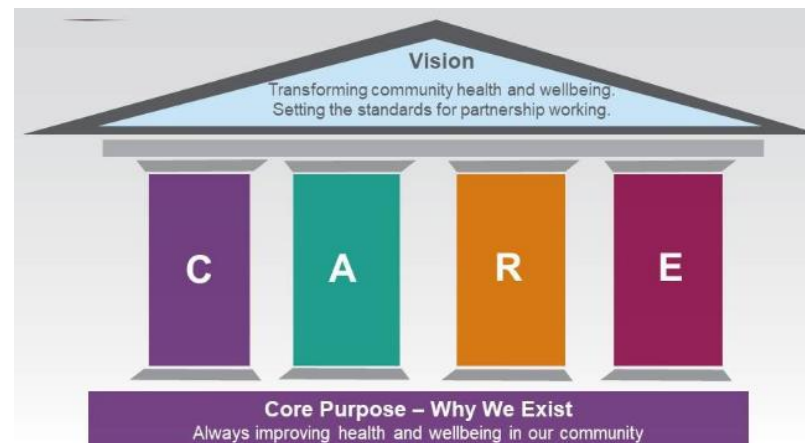 Vision
Transforming community health and wellbeing.
Setting the standards for partnership working.
C A R E
Core Purpose – Why We Exist
Always improving health and wellbeing in our community